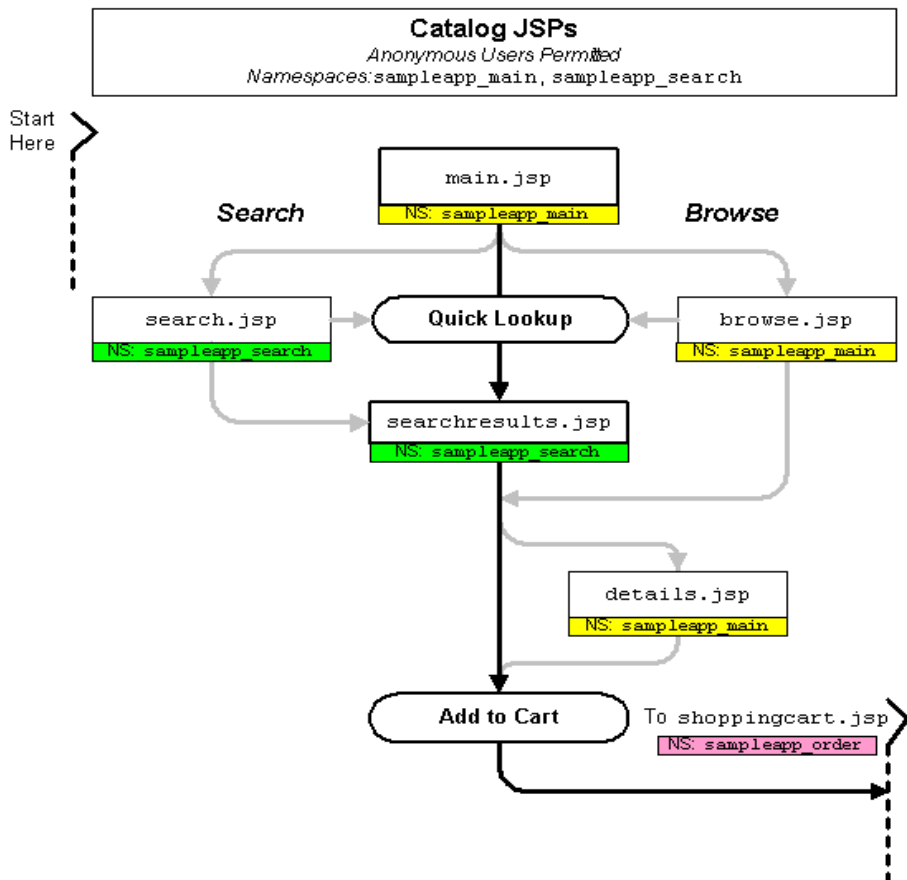 Catalog JSPs
Anonymous Users Permitted
Namespaces: sampleapp_main, sampleapp_search
Start
Here
main.jsp
NS: sampleapp_main
Search
Browse
search.jsp
NS: sampleapp_search
Quick Lookup
browse.jsp
NS: sampleapp_main
searchresults.jsp
NS: sampleapp_search
details.jsp
NS: sampleapp_main
Add to Cart
To shoppingcart.jsp
NS: sampleapp_order